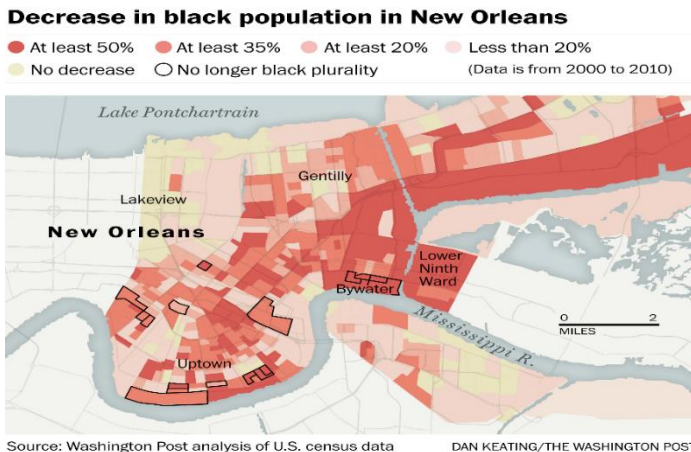 Decrease in black population in New Orleans
At least 50% At least 35% At least 20% Less than 20%
No decrease No longer black plurality (Data is from 2000 to 2010)
Lake Pontchartrain
Gentilly
Lakeview
New Orleans
Lower
Ninth
Ward
Bywater
Mississippi R.
0 2
MILES
Uptown
Source: Washington Post analysis of U.S. census data DAN KEATING/THE WASHINGTON POST